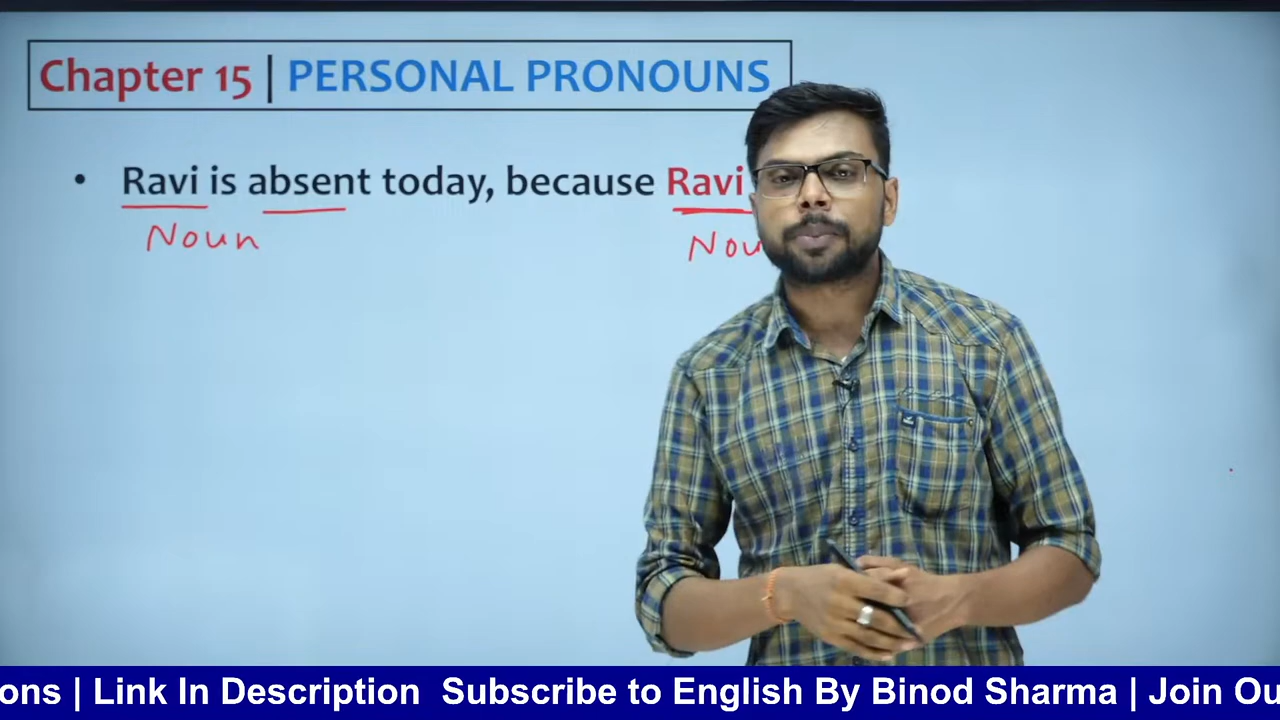 Chapter 15 | PERSONAL PRONOUNS
• Ravi is absent today, because Ravi
Noun Nou
ons | Link In Description Subscribe to English By Binod Sharma | Join Ou